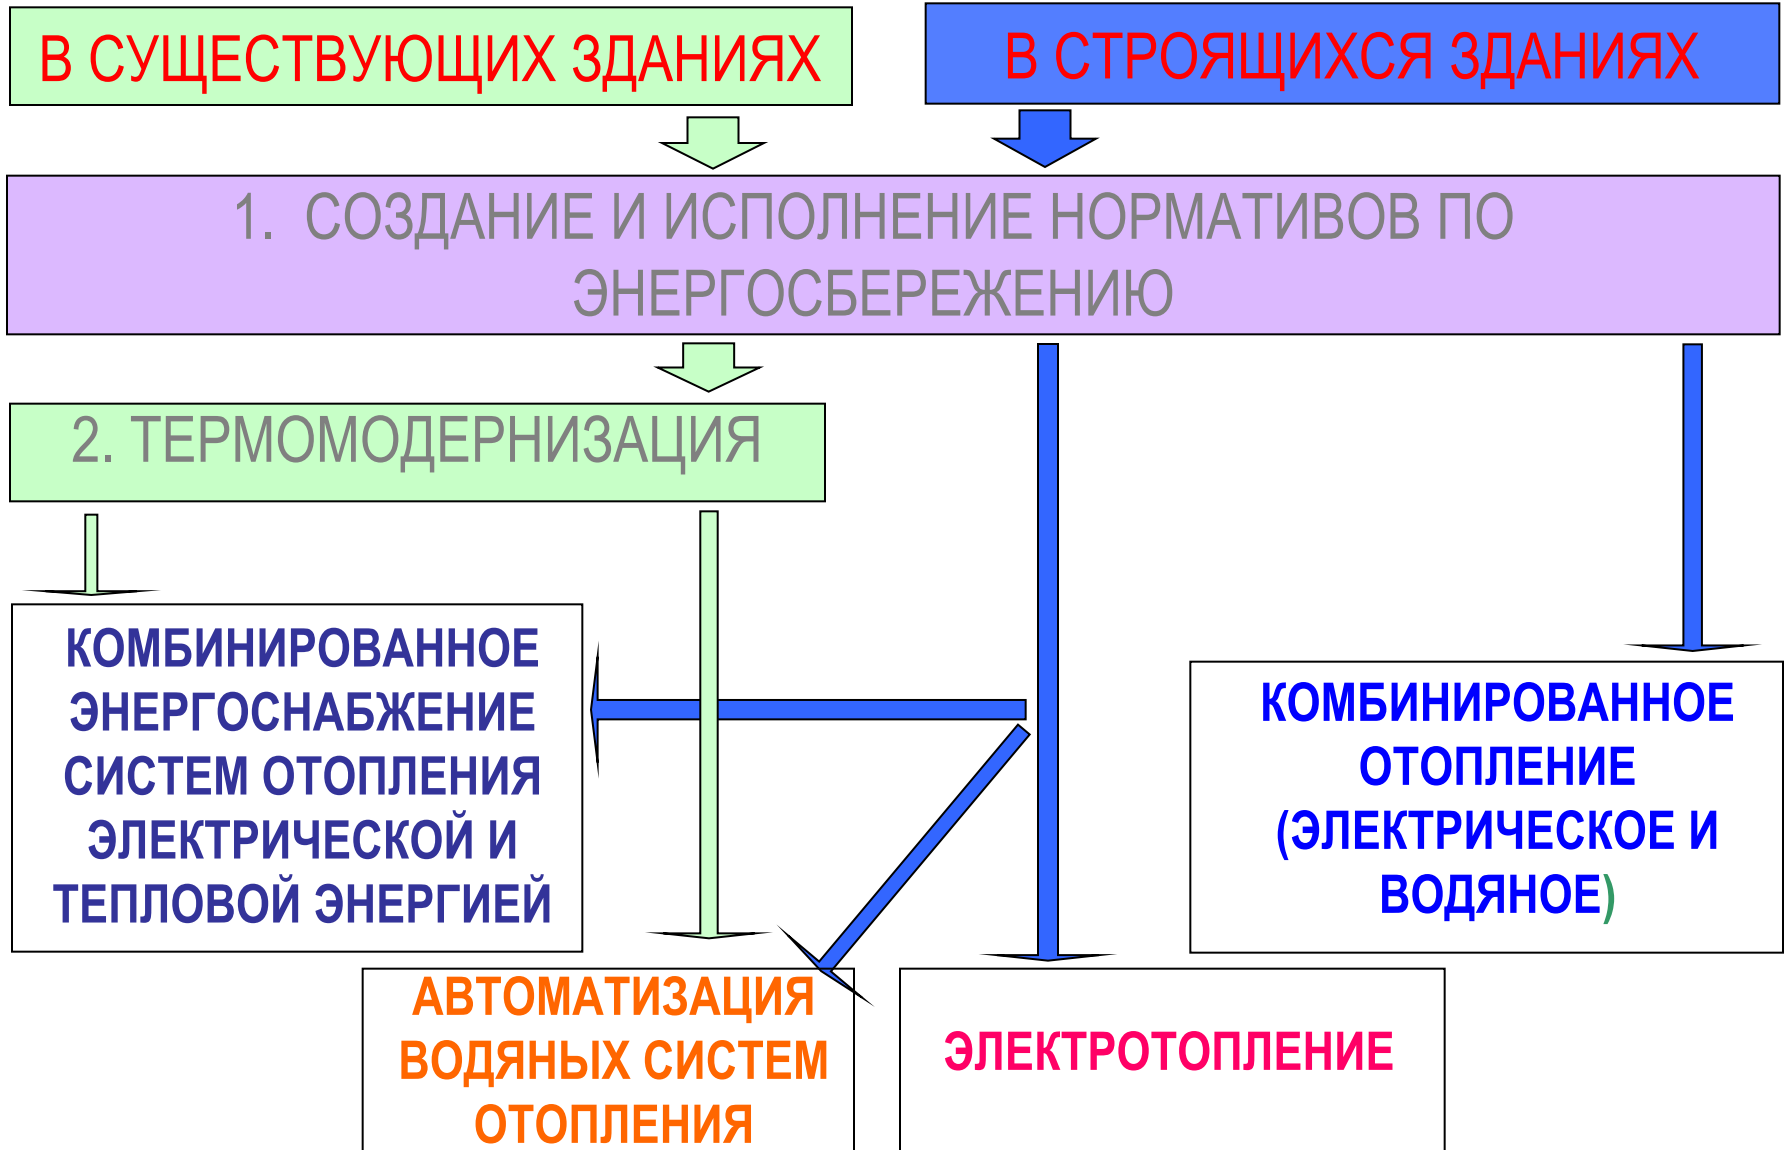 В СУЩЕСТВУЮЩИХ ЗДАНИЯХ
В СТРОЯЩИХСЯ ЗДАНИЯХ
1. СОЗДАНИЕ И ИСПОЛНЕНИЕ НОРМАТИВОВ ПО
ЭНЕРГОСБЕРЕЖЕНИЮ
2. ТЕРМОМОДЕРНИЗАЦИЯ
КОМБИНИРОВАННОЕ
ЭНЕРГОСНАБЖЕНИЕ
СИСТЕМ ОТОПЛЕНИЯ
ЭЛЕКТРИЧЕСКОЙ И
ТЕПЛОВОЙ ЭНЕРГИЕЙ
КОМБИНИРОВАННОЕ
ОТОПЛЕНИЕ
(ЭЛЕКТРИЧЕСКОЕ И
ВОДЯНОЕ)
АВТОМАТИЗАЦИЯ
ВОДЯНЫХ СИСТЕМ
ОТОПЛЕНИЯ
ЭЛЕКТРОТОПЛЕНИЕ